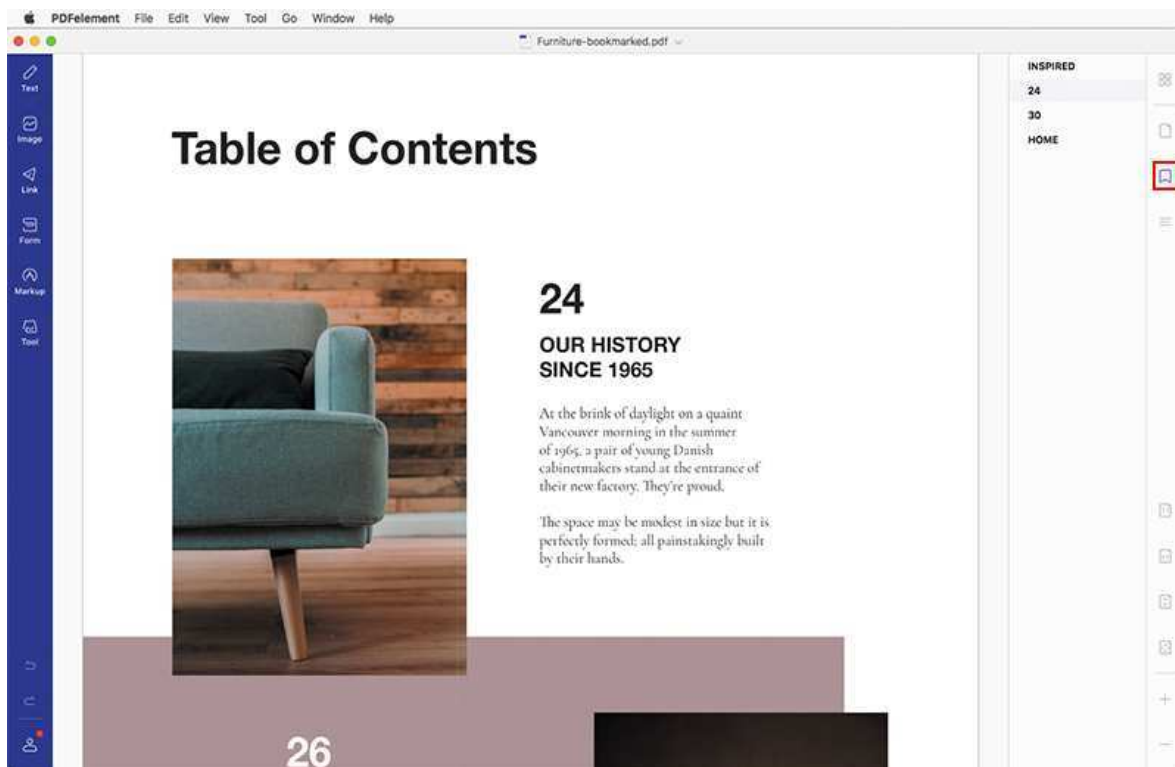 PDFelement File Edit View Tool Go Window Help
Furniture-bookmarked.pdf
Text
Image
Link
Form
Markup
Tool
Table of Contents
24
OUR HISTORY
SINCE 1965
At the brink of daylight on a quaint
Vancouver morning in the summer
of 1965, a pair of young Danish
cabinetmakers stand at the entrance of
their new factory. They're proud.
The space may be modest in size but it is
perfectly formed; all painstakingly built
by their hands.
26
INSPIRED
24
30
HOME